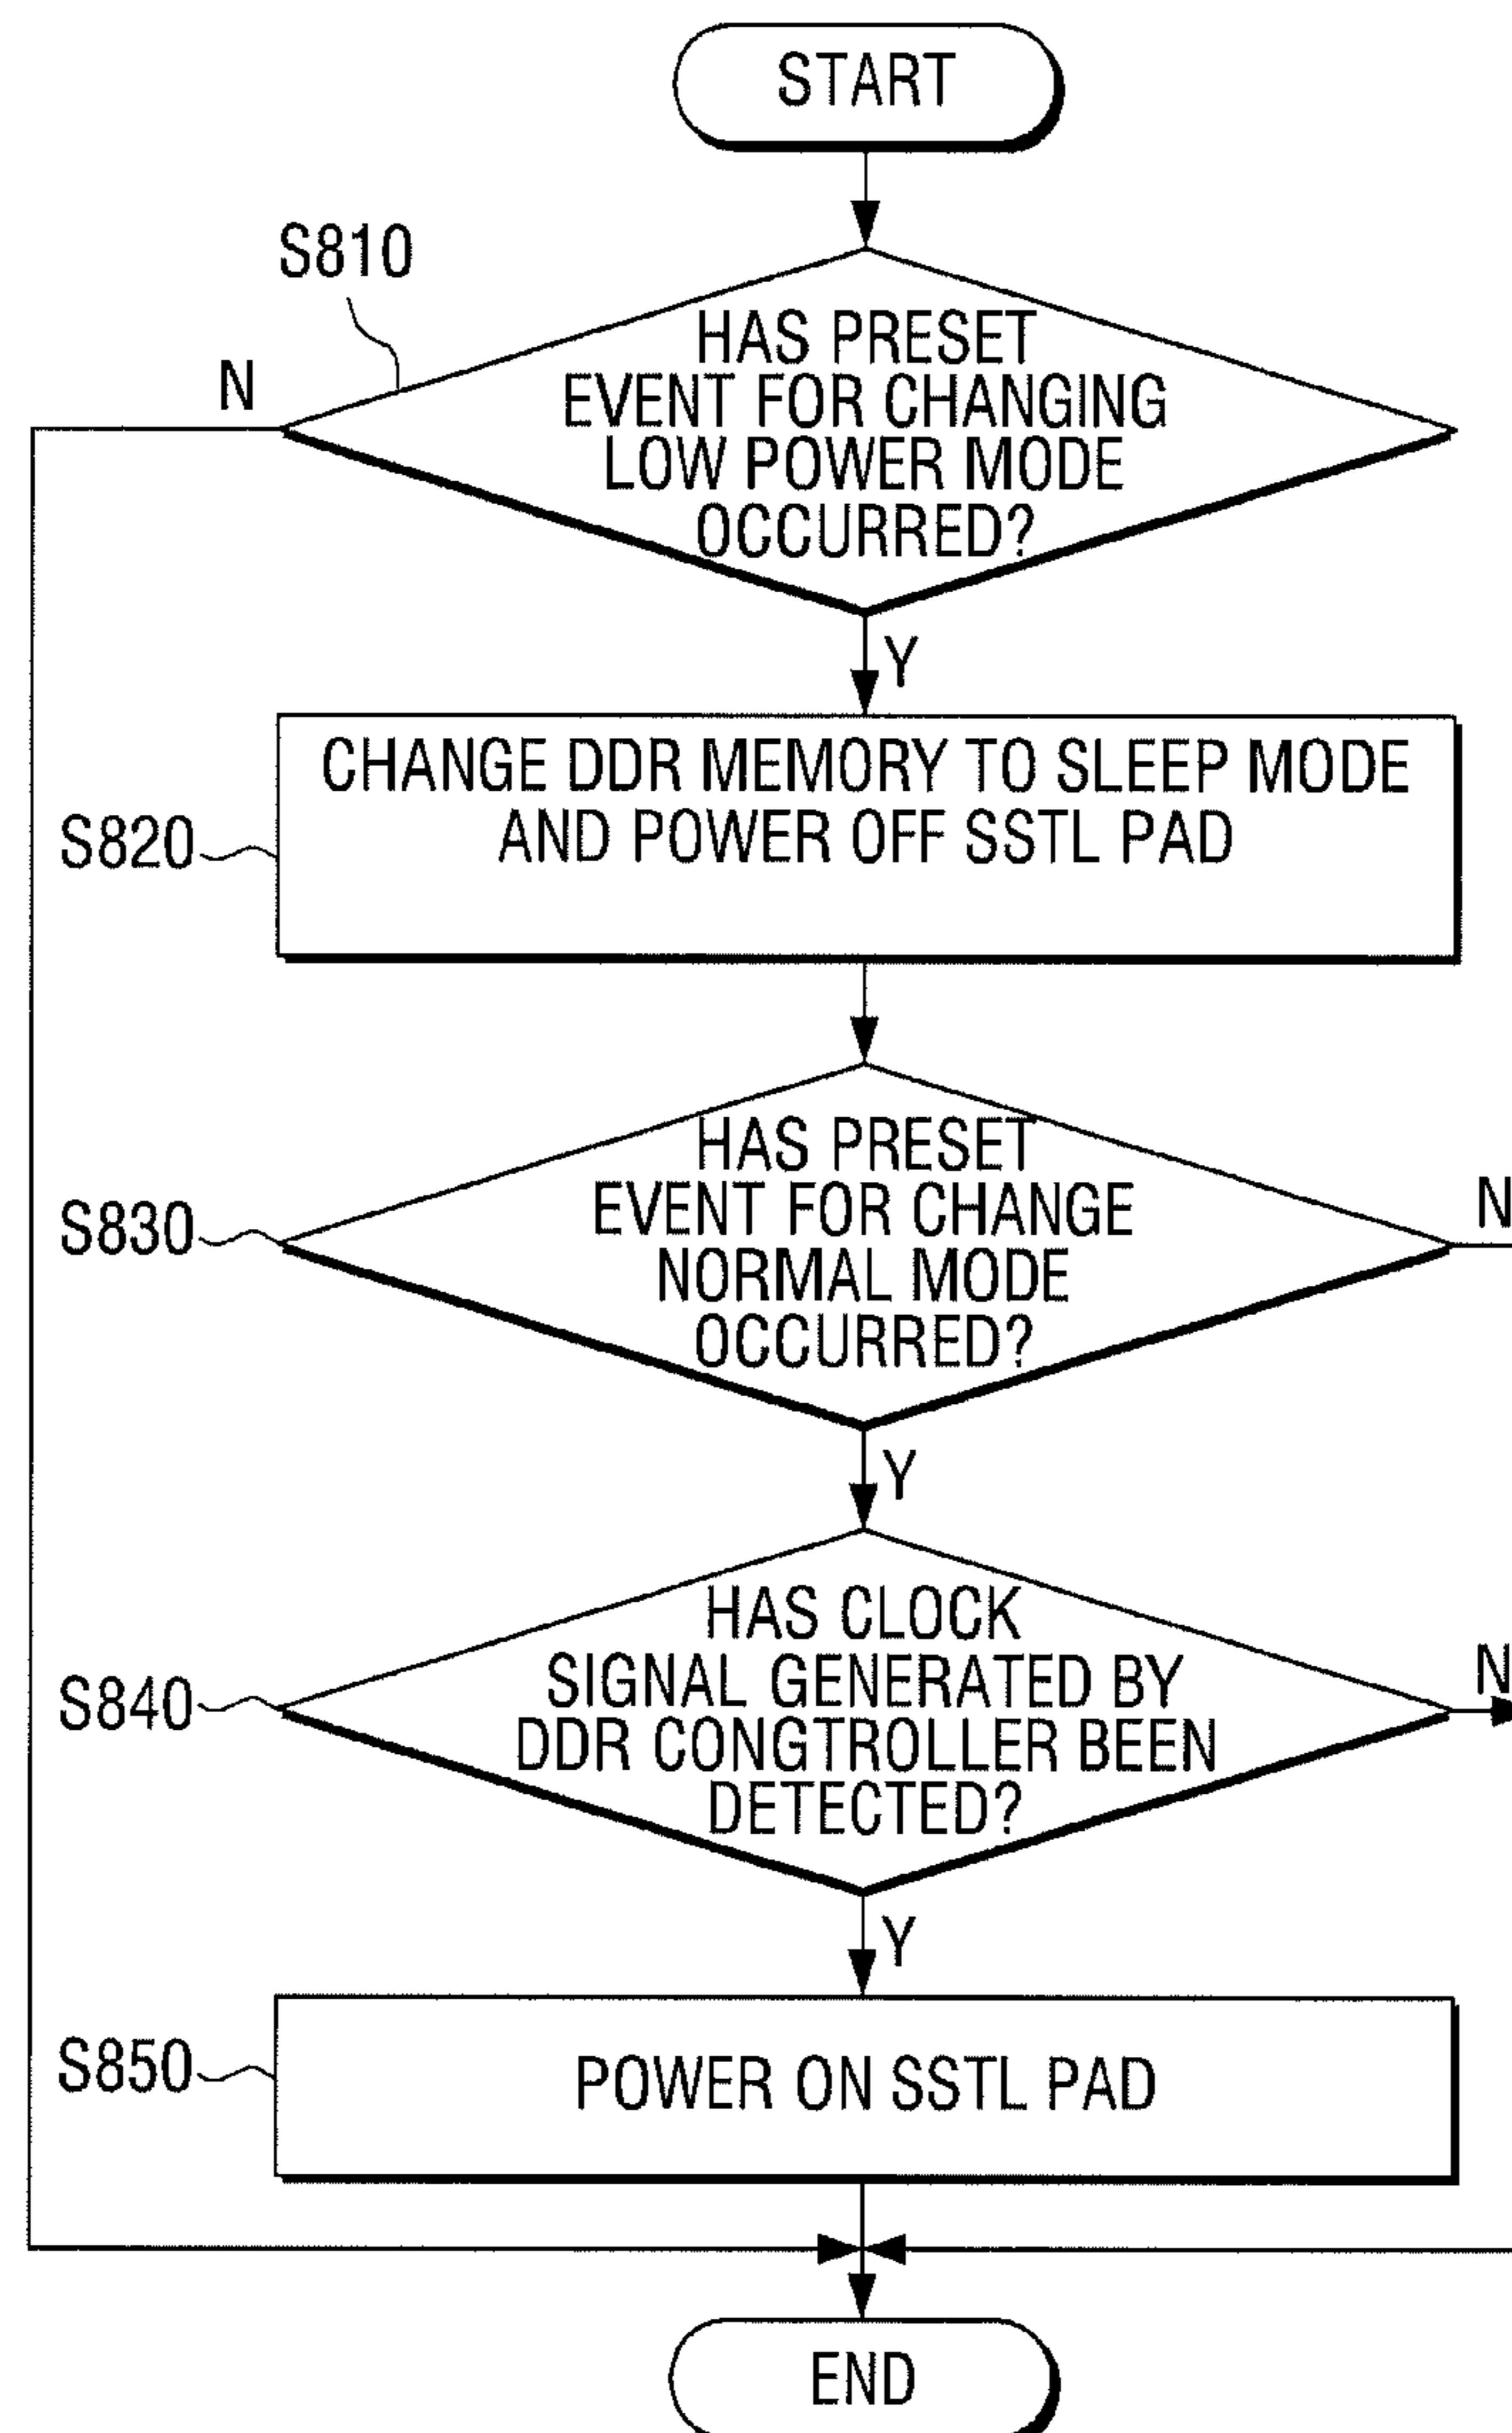 START
S810
N
HAS PRESET
EVENT FOR CHANGING
LOW POWER MODE
OCCURRED?
Y
CHANGE DDR MEMORY TO SLEEP MODE
AND POWER OFF SSTL PAD
S820
HAS PRESET
EVENT FOR CHANGE
NORMAL MODE
OCCURRED?
S830
N
Y
HAS CLOCK
SIGNAL GENERATED BY
DDR CONGTROLLER BEEN
DETECTED?
S840
N
Y
S850
POWER ON SSTL PAD
END